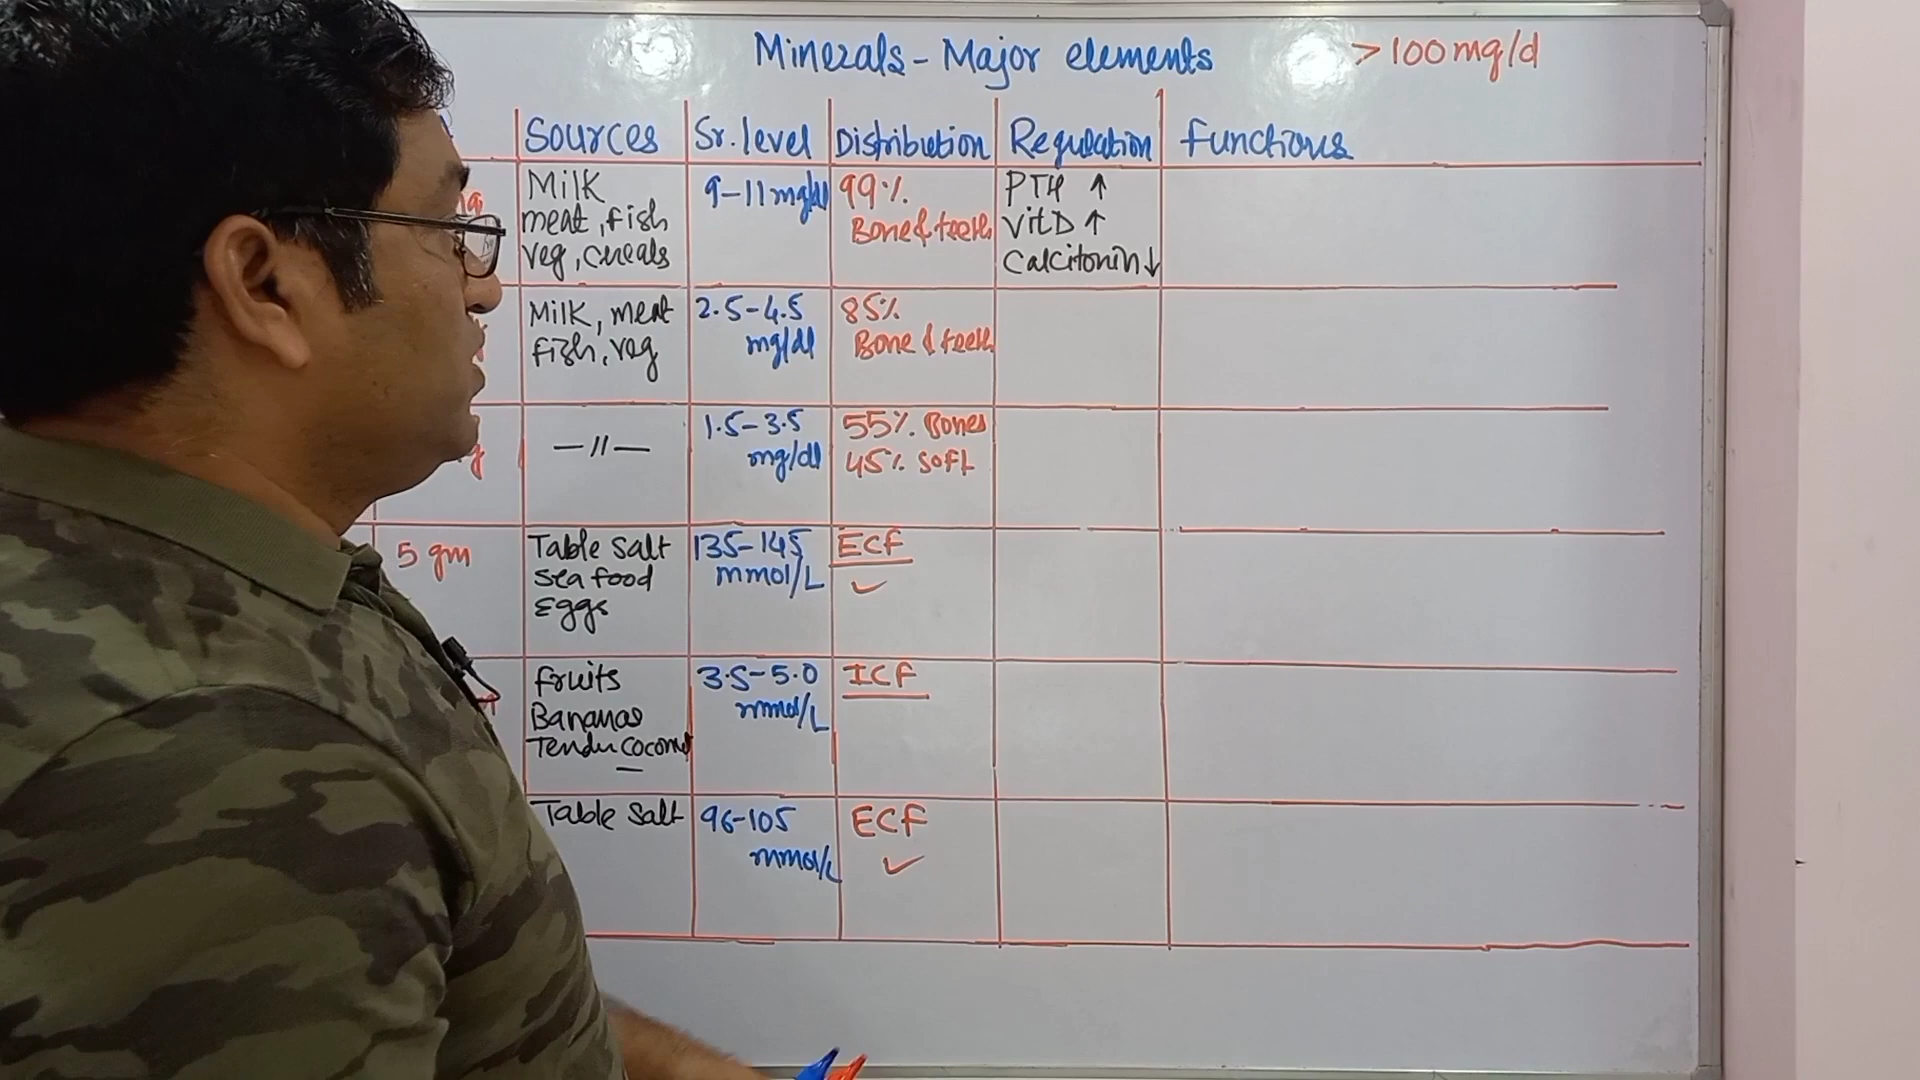 Minerals - Major elements > 100 mg/d
Sources Sr. level Distribution Regulation Functions
Milk
meat, fish
veg, cereals
9-11 mg/dl
99%
Bone & teeth
PTH ↑
Vit D ↑
Calcitonin ↓
Milk, meat
fish, veg
2.5-4.5
mg/dl
85%
Bone & teeth
—//—
1.5-3.5
mg/dl
55% Bones
45% Soft
5 gm
Table Salt
Sea food
Eggs
135-145
mmol/L
ECF
Fruits
Bananas
Tender coconut
3.5-5.0
mmol/L
ICF
Table Salt
96-105
mmol/L
ECF